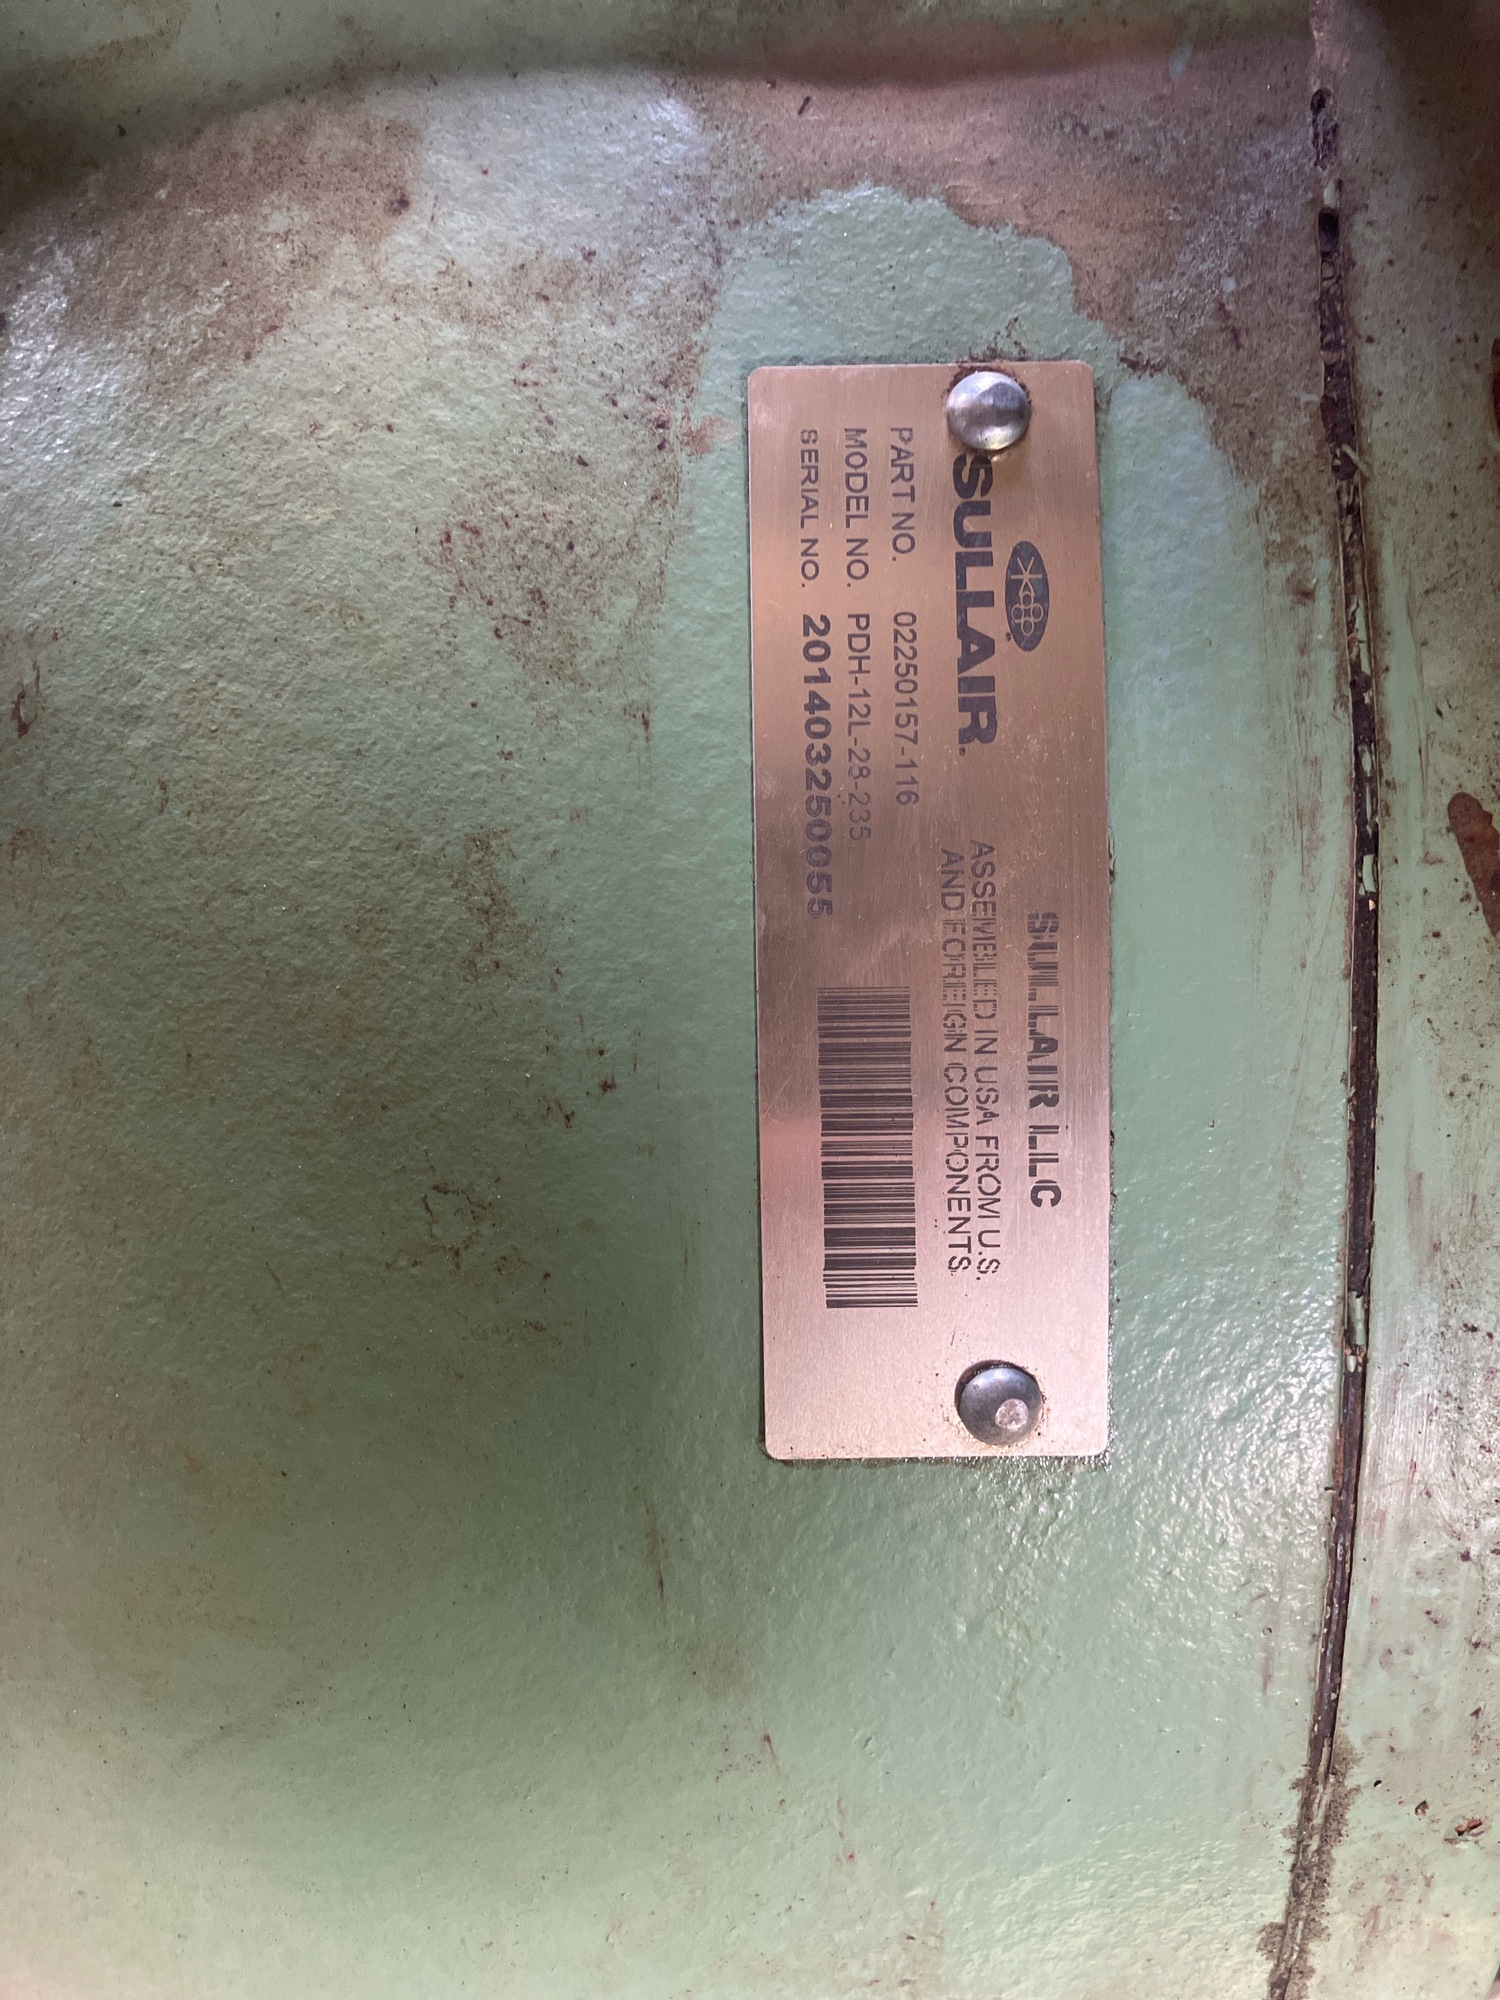 SULLAIR.
SULLAIR LLC
ASSEMBLED IN USA FROM U.S.
AND FOREIGN COMPONENTS
PART NO. 02250157-116
MODEL NO. PDH-12L-28-235
SERIAL NO. 201403250055